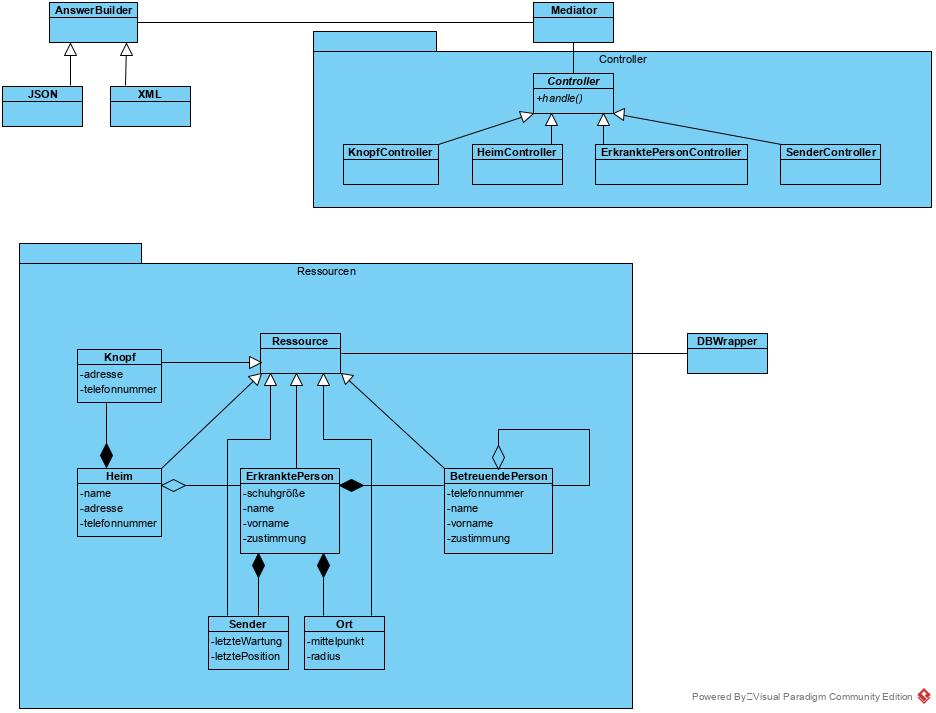 AnswerBuilder
Mediator
Controller
JSON
XML
Controller
+handle()
KnopfController
HeimController
ErkranktePersonController
SenderController
Ressourcen
Ressource
DBWrapper
Knopf
-adresse
-telefonnummer
Heim
-name
-adresse
-telefonnummer
ErkranktePerson
-schuhgröße
-name
-vorname
-zustimmung
BetreuendePerson
-telefonnummer
-name
-vorname
-zustimmung
Sender
-letzteWartung
-letztePosition
Ort
-mittelpunkt
-radius
Powered By Visual Paradigm Community Edition